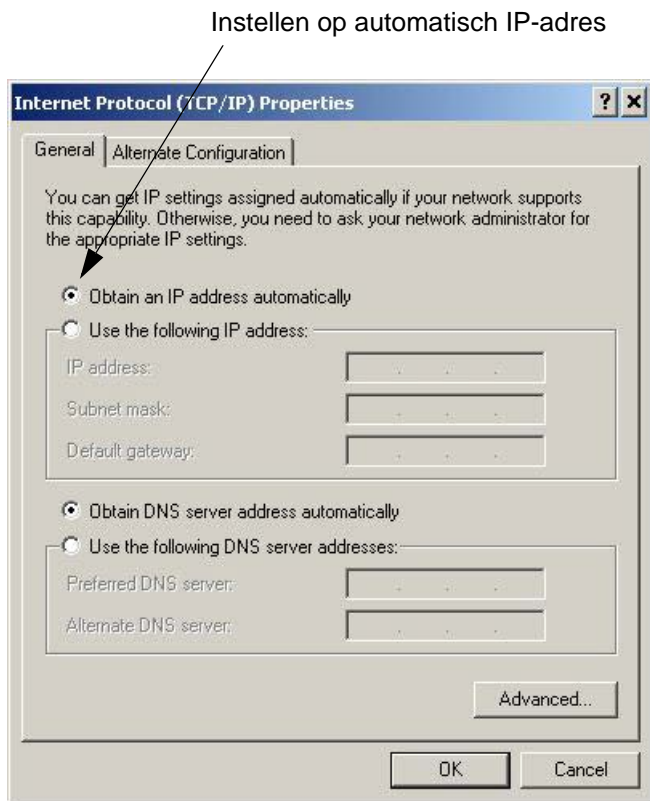 Instellen op automatisch IP-adres
Internet Protocol (TCP/IP) Properties
General
Alternate Configuration
You can get IP settings assigned automatically if your network supports
this capability. Otherwise, you need to ask your network administrator for
the appropriate IP settings.
Obtain an IP address automatically
Use the following IP address:
IP address:
Subnet mask:
Default gateway:
Obtain DNS server address automatically
Use the following DNS server addresses:
Preferred DNS server:
Alternate DNS server:
Advanced...
OK
Cancel